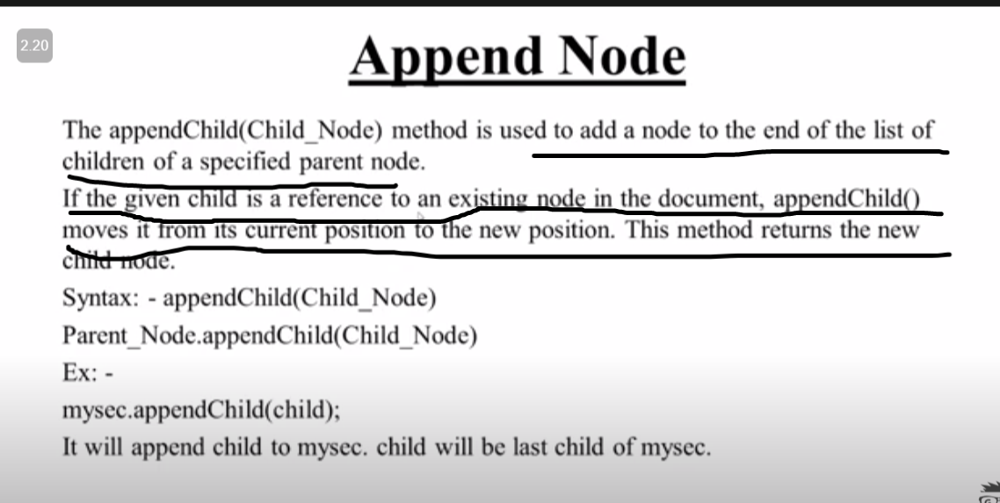 2.20
Append Node
The appendChild(Child_Node) method is used to add a node to the end of the list of
children of a specified parent node.
If the given child is a reference to an existing node in the document, appendChild()
moves it from its current position to the new position. This method returns the new
child node.
Syntax: - appendChild(Child_Node)
Parent_Node.appendChild(Child_Node)
Ex: -
mysec.appendChild(child);
It will append child to mysec. child will be last child of mysec.